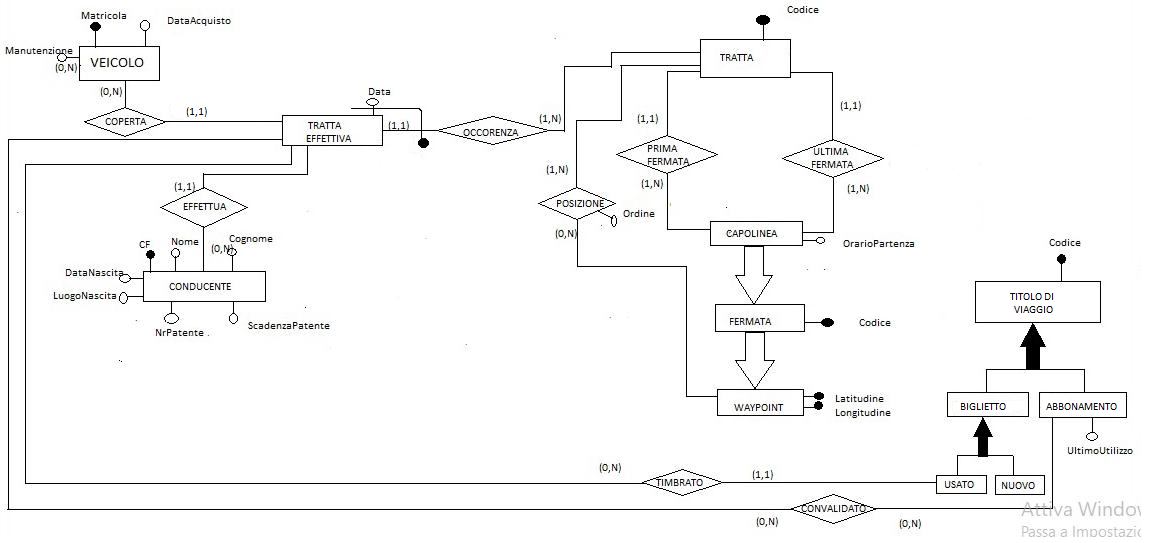 Matricola
DataAcquisto
Manutenzione
(0,N)
VEICOLO
(0,N)
COPERTA
(1,1)
TRATTA
EFFETTIVA
Data
(1,1)
OCCORENZA
(1,N)
Codice
TRATTA
(1,1)
(1,1)
PRIMA
FERMATA
ULTIMA
FERMATA
(1,N)
(1,N)
(1,N)
POSIZIONE
Ordine
(0,N)
CAPOLINEA
OrarioPartenza
FERMATA
Codice
WAYPOINT
Latitudine
Longitudine
(1,1)
EFFETTUA
(0,N)
CF
Nome
Cognome
DataNascita
LuogoNascita
CONDUCENTE
NrPatente
ScadenzaPatente
Codice
TITOLO DI
VIAGGIO
BIGLIETTO
ABBONAMENTO
UltimoUtilizzo
USATO
NUOVO
(0,N)
TIMBRATO
(1,1)
(0,N)
CONVALIDATO
(0,N)
Attiva Window
Passa a Impostazio